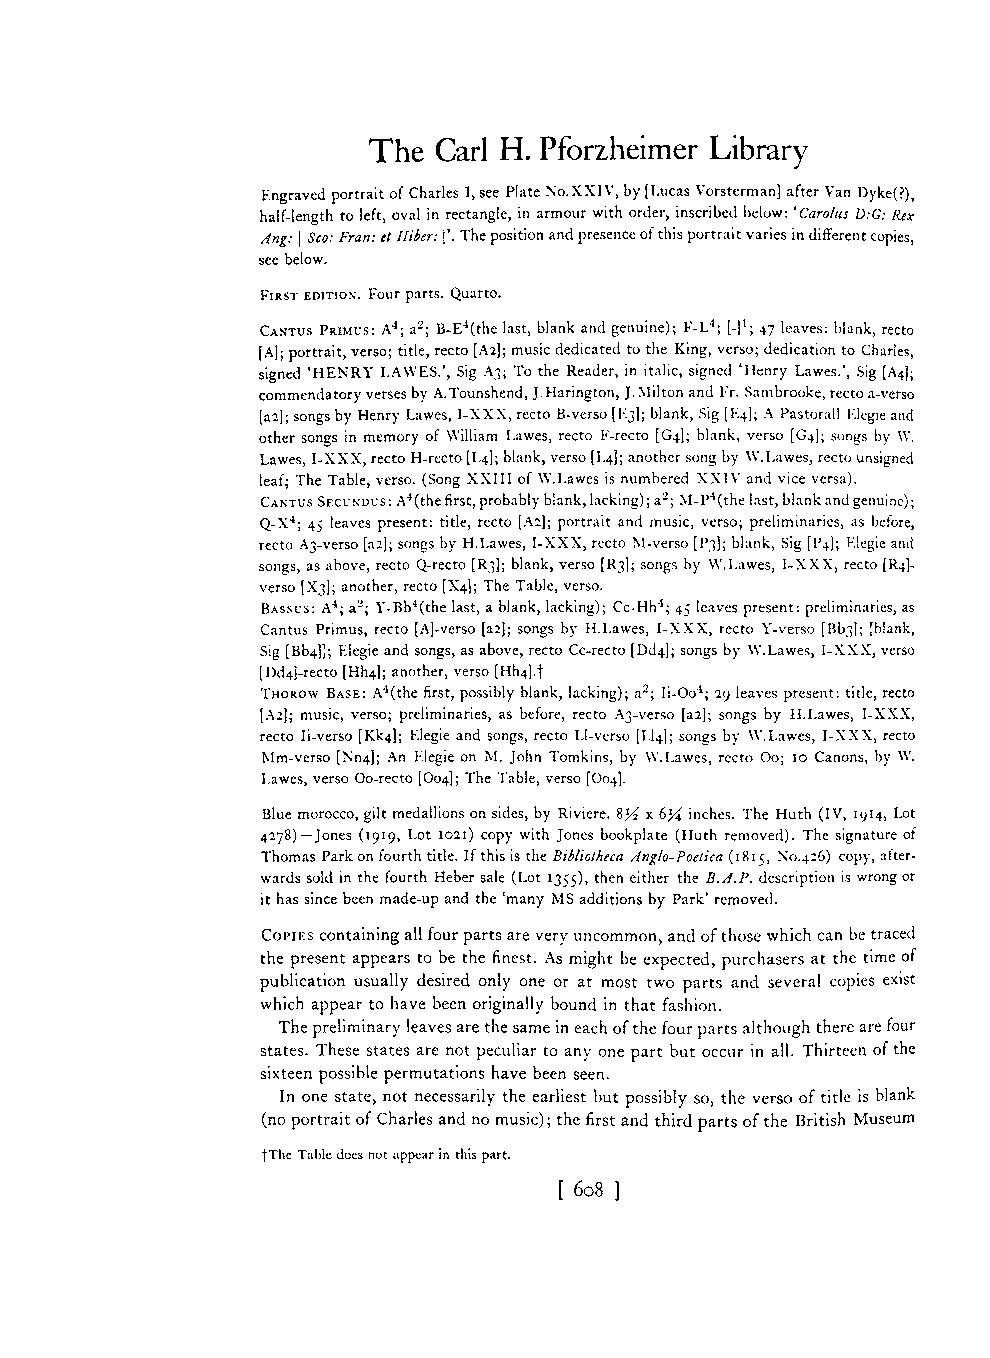 The Carl H. Pforzheimer Library
Engraved portrait of Charles I, see Plate No.XXIV, by [Lucas Vorsterman] after Van Dyke(?),
half-length to left, oval in rectangle, in armour with order, inscribed below: 'Carolus D:G: Rex
Ang: | Sco: Fran: et Hiber: |'. The position and presence of this portrait varies in different copies,
see below.
FIRST EDITION. Four parts. Quarto.
CANTUS PRIMUS: A⁴; a²; B-E⁴(the last, blank and genuine); F-L⁴; [-]¹; 47 leaves: blank, recto
[A]; portrait, verso; title, recto [A2]; music dedicated to the King, verso; dedication to Charles,
signed 'HENRY LAWES.', Sig A3; To the Reader, in italic, signed 'Henry Lawes.', Sig [A4];
commendatory verses by A.Tounshend, J.Harington, J.Milton and Fr. Sambrooke, recto a-verso
[a2]; songs by Henry Lawes, I-XXX, recto B-verso [E3]; blank, Sig [E4]; A Pastorall Elegie and
other songs in memory of William Lawes, recto F-recto [G4]; blank, verso [G4]; songs by W.
Lawes, I-XXX, recto H-recto [L4]; blank, verso [L4]; another song by W.Lawes, recto unsigned
leaf; The Table, verso. (Song XXIII of W.Lawes is numbered XXIV and vice versa).
CANTUS SECUNDUS: A⁴(the first, probably blank, lacking); a²; M-P⁴(the last, blank and genuine);
Q-X⁴; 45 leaves present: title, recto [A2]; portrait and music, verso; preliminaries, as before,
recto A3-verso [a2]; songs by H.Lawes, I-XXX, recto M-verso [P3]; blank, Sig [P4]; Elegie and
songs, as above, recto Q-recto [R3]; blank, verso [R3]; songs by W.Lawes, I-XXX, recto [R4]-
verso [X3]; another, recto [X4]; The Table, verso.
BASSUS: A⁴; a²; Y-Bb⁴(the last, a blank, lacking); Cc-Hh⁴; 45 leaves present: preliminaries, as
Cantus Primus, recto [A]-verso [a2]; songs by H.Lawes, I-XXX, recto Y-verso [Bb3]; [blank,
Sig [Bb4]]; Elegie and songs, as above, recto Cc-recto [Dd4]; songs by W.Lawes, I-XXX, verso
[Dd4]-recto [Hh4]; another, verso [Hh4].†
THOROW BASE: A⁴(the first, possibly blank, lacking); a²; Ii-Oo⁴; 29 leaves present: title, recto
[A2]; music, verso; preliminaries, as before, recto A3-verso [a2]; songs by H.Lawes, I-XXX,
recto Ii-verso [Kk4]; Elegie and songs, recto Ll-verso [Ll4]; songs by W.Lawes, I-XXX, recto
Mm-verso [Nn4]; An Elegie on M. John Tomkins, by W.Lawes, recto Oo; 10 Canons, by W.
Lawes, verso Oo-recto [Oo4]; The Table, verso [Oo4].
Blue morocco, gilt medallions on sides, by Riviere. 8½ x 6¾ inches. The Huth (IV, 1914, Lot
4278)—Jones (1919, Lot 1021) copy with Jones bookplate (Huth removed). The signature of
Thomas Park on fourth title. If this is the Bibliotheca Anglo-Poetica (1815, No.426) copy, after-
wards sold in the fourth Heber sale (Lot 1355), then either the B.A.P. description is wrong or
it has since been made-up and the 'many MS additions by Park' removed.
COPIES containing all four parts are very uncommon, and of those which can be traced
the present appears to be the finest. As might be expected, purchasers at the time of
publication usually desired only one or at most two parts and several copies exist
which appear to have been originally bound in that fashion.
The preliminary leaves are the same in each of the four parts although there are four
states. These states are not peculiar to any one part but occur in all. Thirteen of the
sixteen possible permutations have been seen.
In one state, not necessarily the earliest but possibly so, the verso of title is blank
(no portrait of Charles and no music); the first and third parts of the British Museum
†The Table does not appear in this part.
[ 608 ]